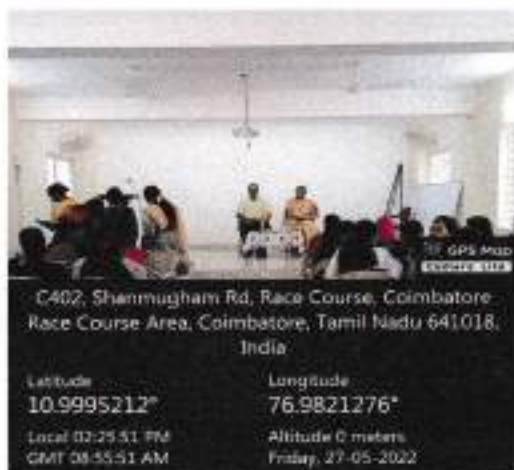 GPS Map
Camera Lite
C402, Shanmugham Rd, Race Course, Coimbatore
Race Course Area, Coimbatore, Tamil Nadu 641018,
India
Latitude
10.9995212°
Longitude
76.9821276°
Local 02:25:51 PM
GMT 08:55:51 AM
Altitude 0 meters
Friday, 27-05-2022